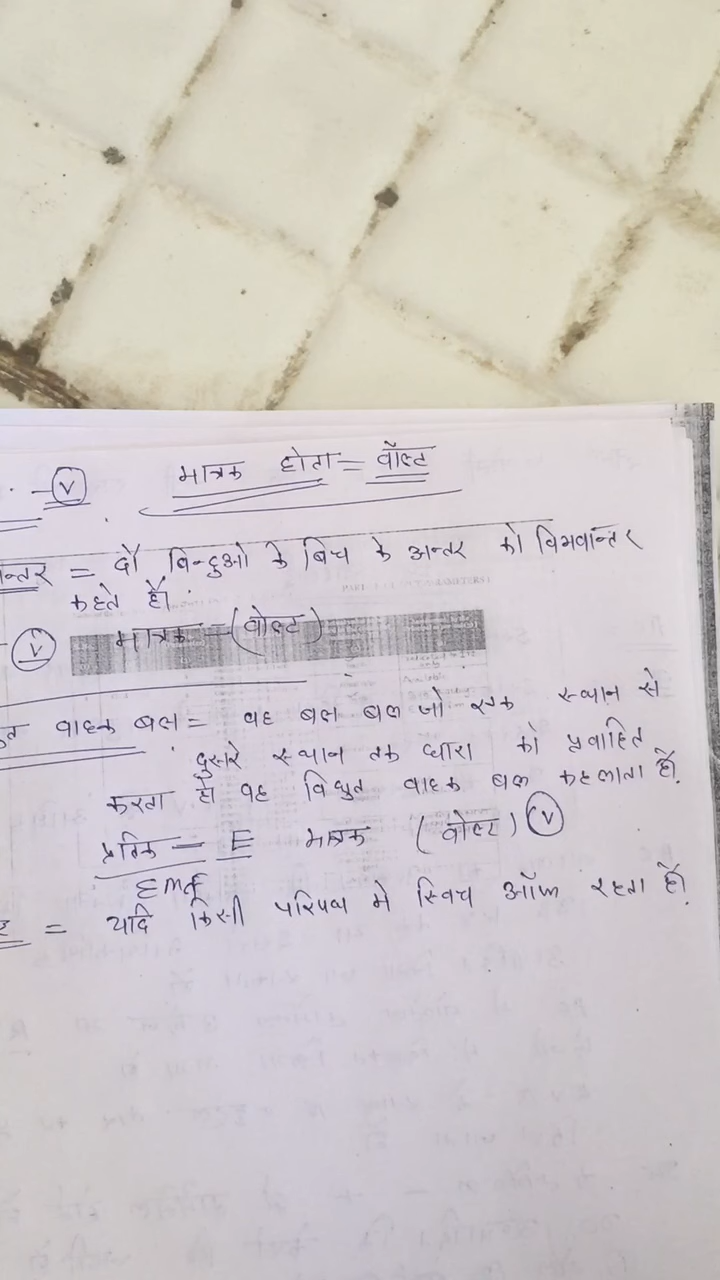 V मात्रक होता = वॉल्ट
न्तर = दो बिन्दुओ के बिच के अन्तर को विभवान्तर
कहते हैं।
V मात्रक = (वोल्ट)
वाहक बल = वह बल बल जो एक स्थान से
दुसरे स्थान तक धारा को प्रवाहित
करता हो वह विधुत वाहक बल कहलाता हैं।
प्रतिक – E मात्रक (वोल्ट) V
Emf
= यदि किसी परिपथ मे स्विच ऑफ रहता हैं।